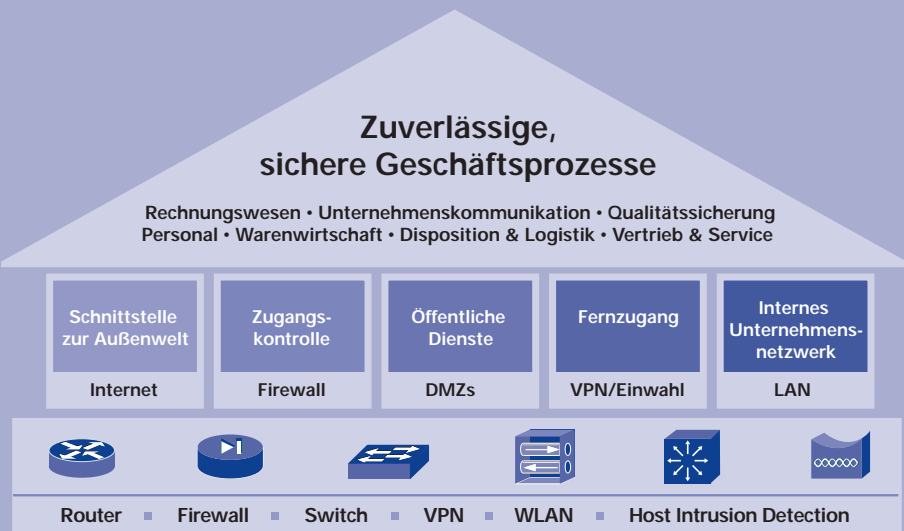 Zuverlässige,
sichere Geschäftsprozesse
Rechnungswesen • Unternehmenskommunikation • Qualitätssicherung
Personal • Warenwirtschaft • Disposition & Logistik • Vertrieb & Service
Schnittstelle
zur Außenwelt
Internet
Zugangs-
kontrolle
Firewall
Öffentliche
Dienste
DMZs
Fernzugang
VPN/Einwahl
Internes
Unternehmens-
netzwerk
LAN
Router ▪ Firewall ▪ Switch ▪ VPN ▪ WLAN ▪ Host Intrusion Detection